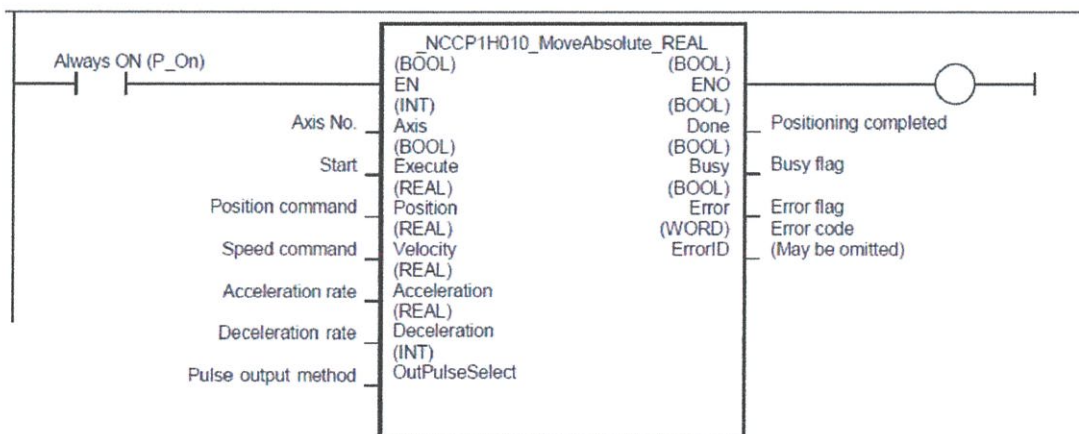 _NCCP1H010_MoveAbsolute_REAL
Always ON (P_On)
(BOOL) (BOOL)
EN ENO
(INT) (BOOL)
Axis No. Axis Done Positioning completed
(BOOL) (BOOL)
Start Execute Busy Busy flag
(REAL) (BOOL)
Position command Position Error Error flag
(REAL) (WORD) Error code
Speed command Velocity ErrorID (May be omitted)
(REAL)
Acceleration rate Acceleration
(REAL)
Deceleration rate Deceleration
(INT)
Pulse output method OutPulseSelect